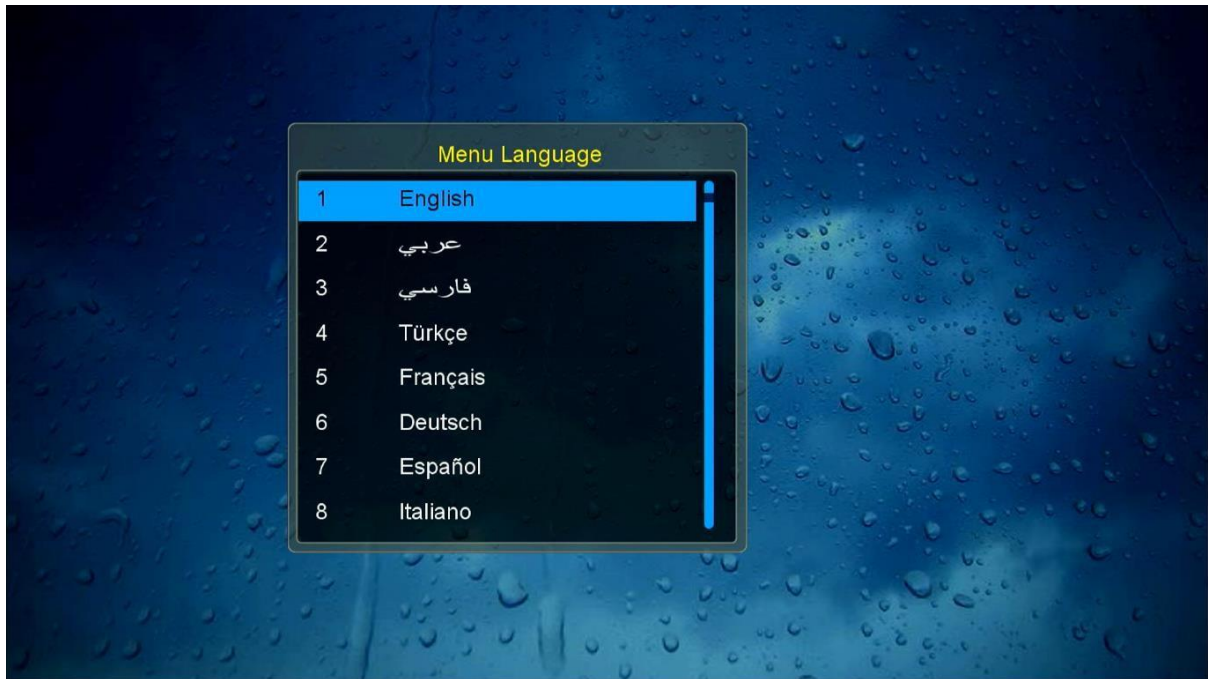 Menu Language
1 English
2 عربي
3 فارسي
4 Türkçe
5 Français
6 Deutsch
7 Español
8 Italiano